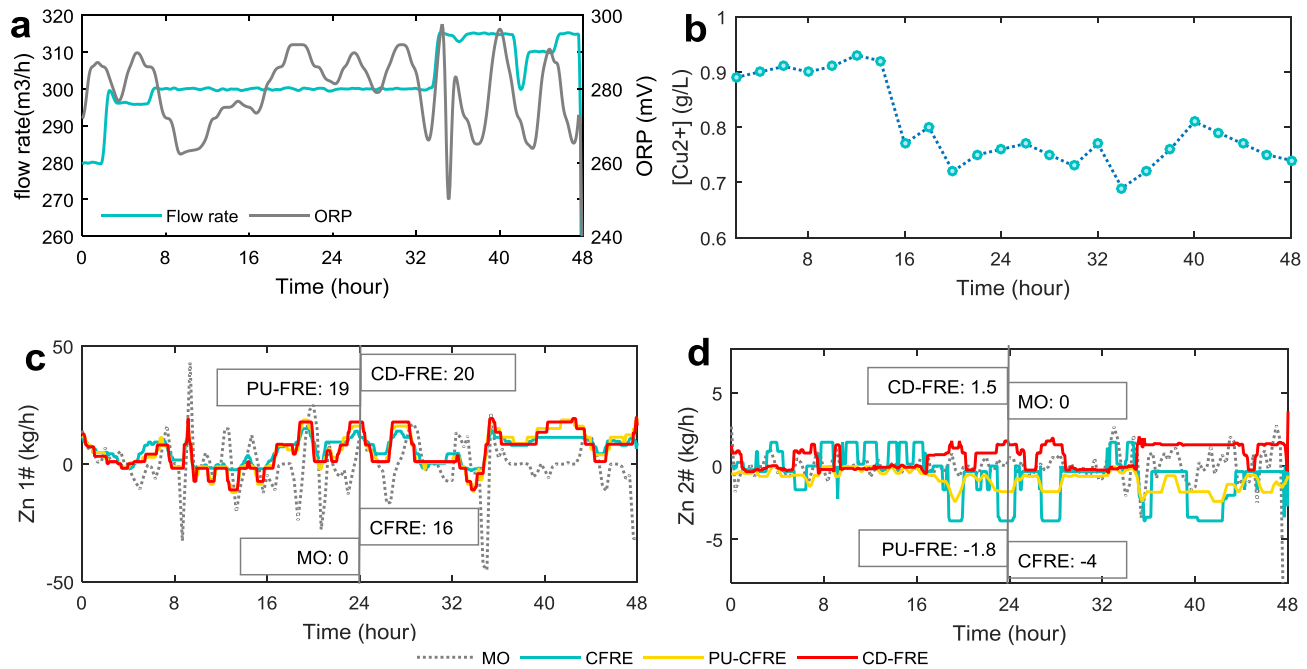 a
320
310
300
290
280
270
260
300
280
260
240
flow rate(m3/h)
ORP (mV)
Flow rate
ORP
0
8
16
24
32
40
48
Time (hour)
b
1
0.9
0.8
0.7
0.6
[Cu2+] (g/L)
8
16
24
32
40
48
Time (hour)
c
50
0
-50
Zn 1# (kg/h)
PU-FRE: 19
CD-FRE: 20
CFRE: 16
MO: 0
0
8
16
24
32
40
48
Time (hour)
d
5
0
-5
Zn 2# (kg/h)
CD-FRE: 1.5
MO: 0
PU-FRE: -1.8
CFRE: -4
0
8
16
24
32
40
48
Time (hour)
MO
CFRE
PU-CFRE
CD-FRE